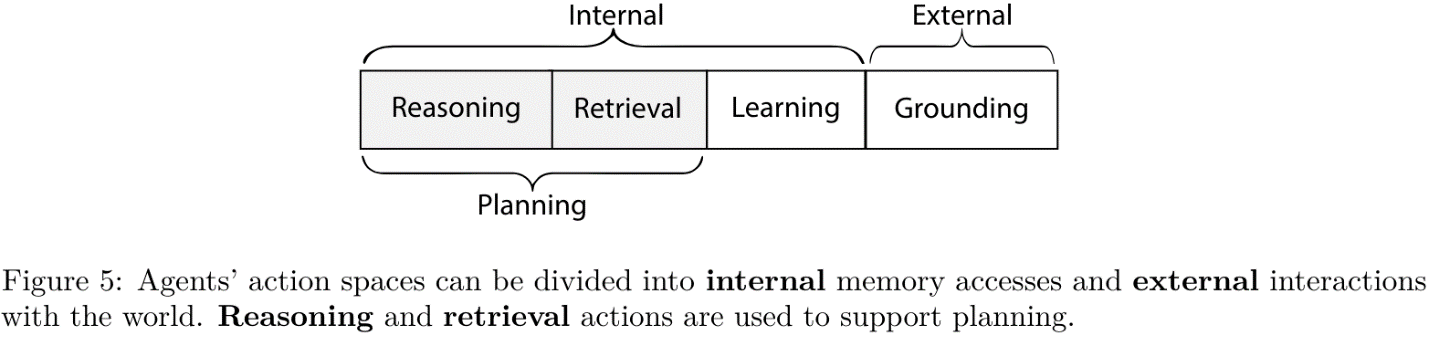 Internal External
Reasoning Retrieval Learning Grounding
Planning
Figure 5: Agents’ action spaces can be divided into internal memory accesses and external interactions
with the world. Reasoning and retrieval actions are used to support planning.